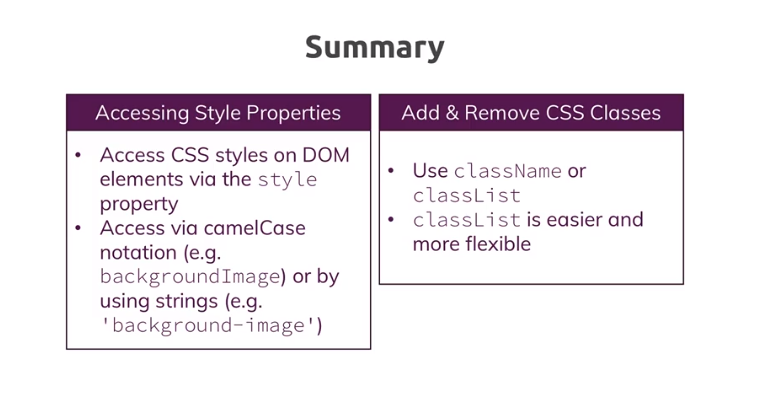 Summary
Accessing Style Properties
• Access CSS styles on DOM
elements via the style
property
• Access via camelCase
notation (e.g.
backgroundImage) or by
using strings (e.g.
'background-image')
Add & Remove CSS Classes
• Use className or
classList
• classList is easier and
more flexible